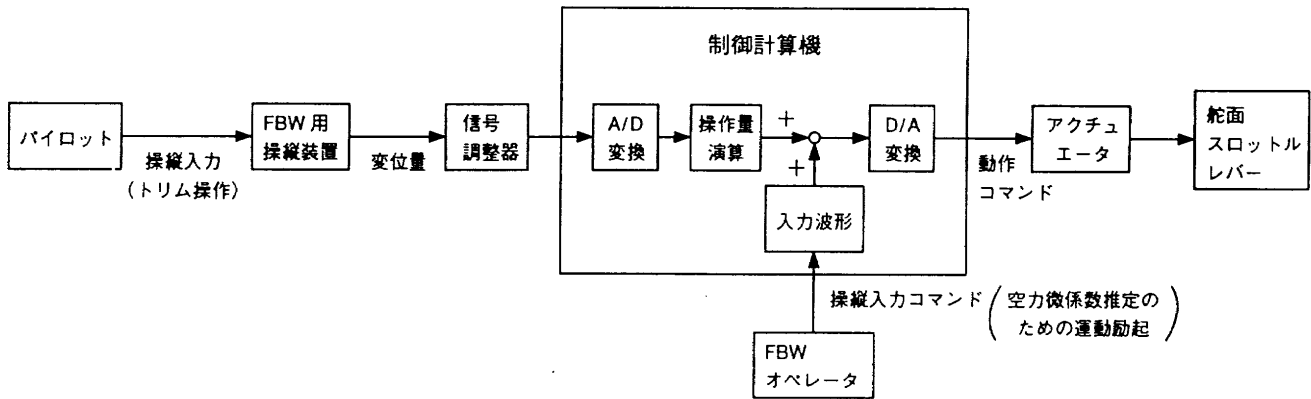 制御計算機
パイロット
操縦入力
(トリム操作)
FBW 用
操縦装置
変位量
信号
調整器
A/D
変換
操作量
演算
+
+
入力波形
D/A
変換
動作
コマンド
アクチュ
エータ
舵面
スロットル
レバー
操縦入力コマンド(空力微係数推定の
ための運動励起)
FBW
オペレータ